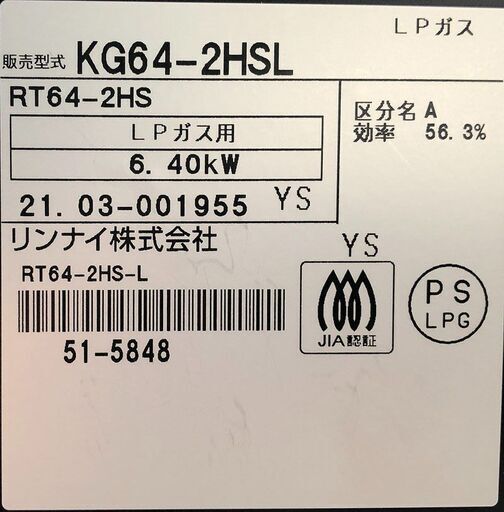 LPガス
販売型式 KG64-2HSL
RT64-2HS
LPガス用
6.40kW
区分名 A
効率 56.3%
21.03-001955 YS
リンナイ株式会社
YS
RT64-2HS-L
51-5848
JIA認証
PS
LPG